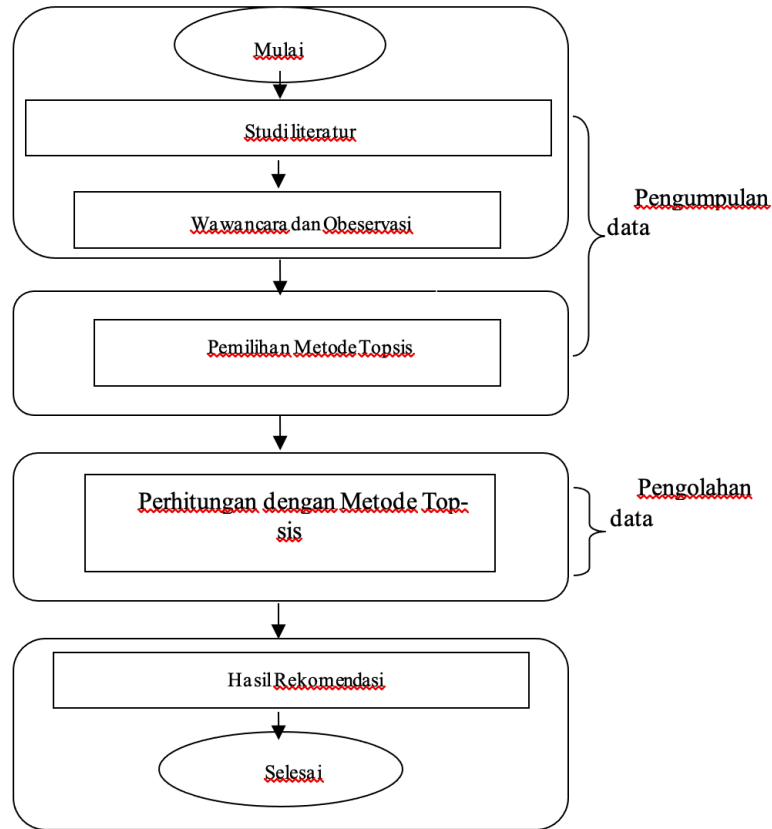 Mulai
Studi literatur
Wawancara dan Obeservasi
Pengumpulan
data
Pemilihan Metode Topsis
Perhitungan dengan Metode Top-
sis
Pengolahan
data
Hasil Rekomendasi
Selesai